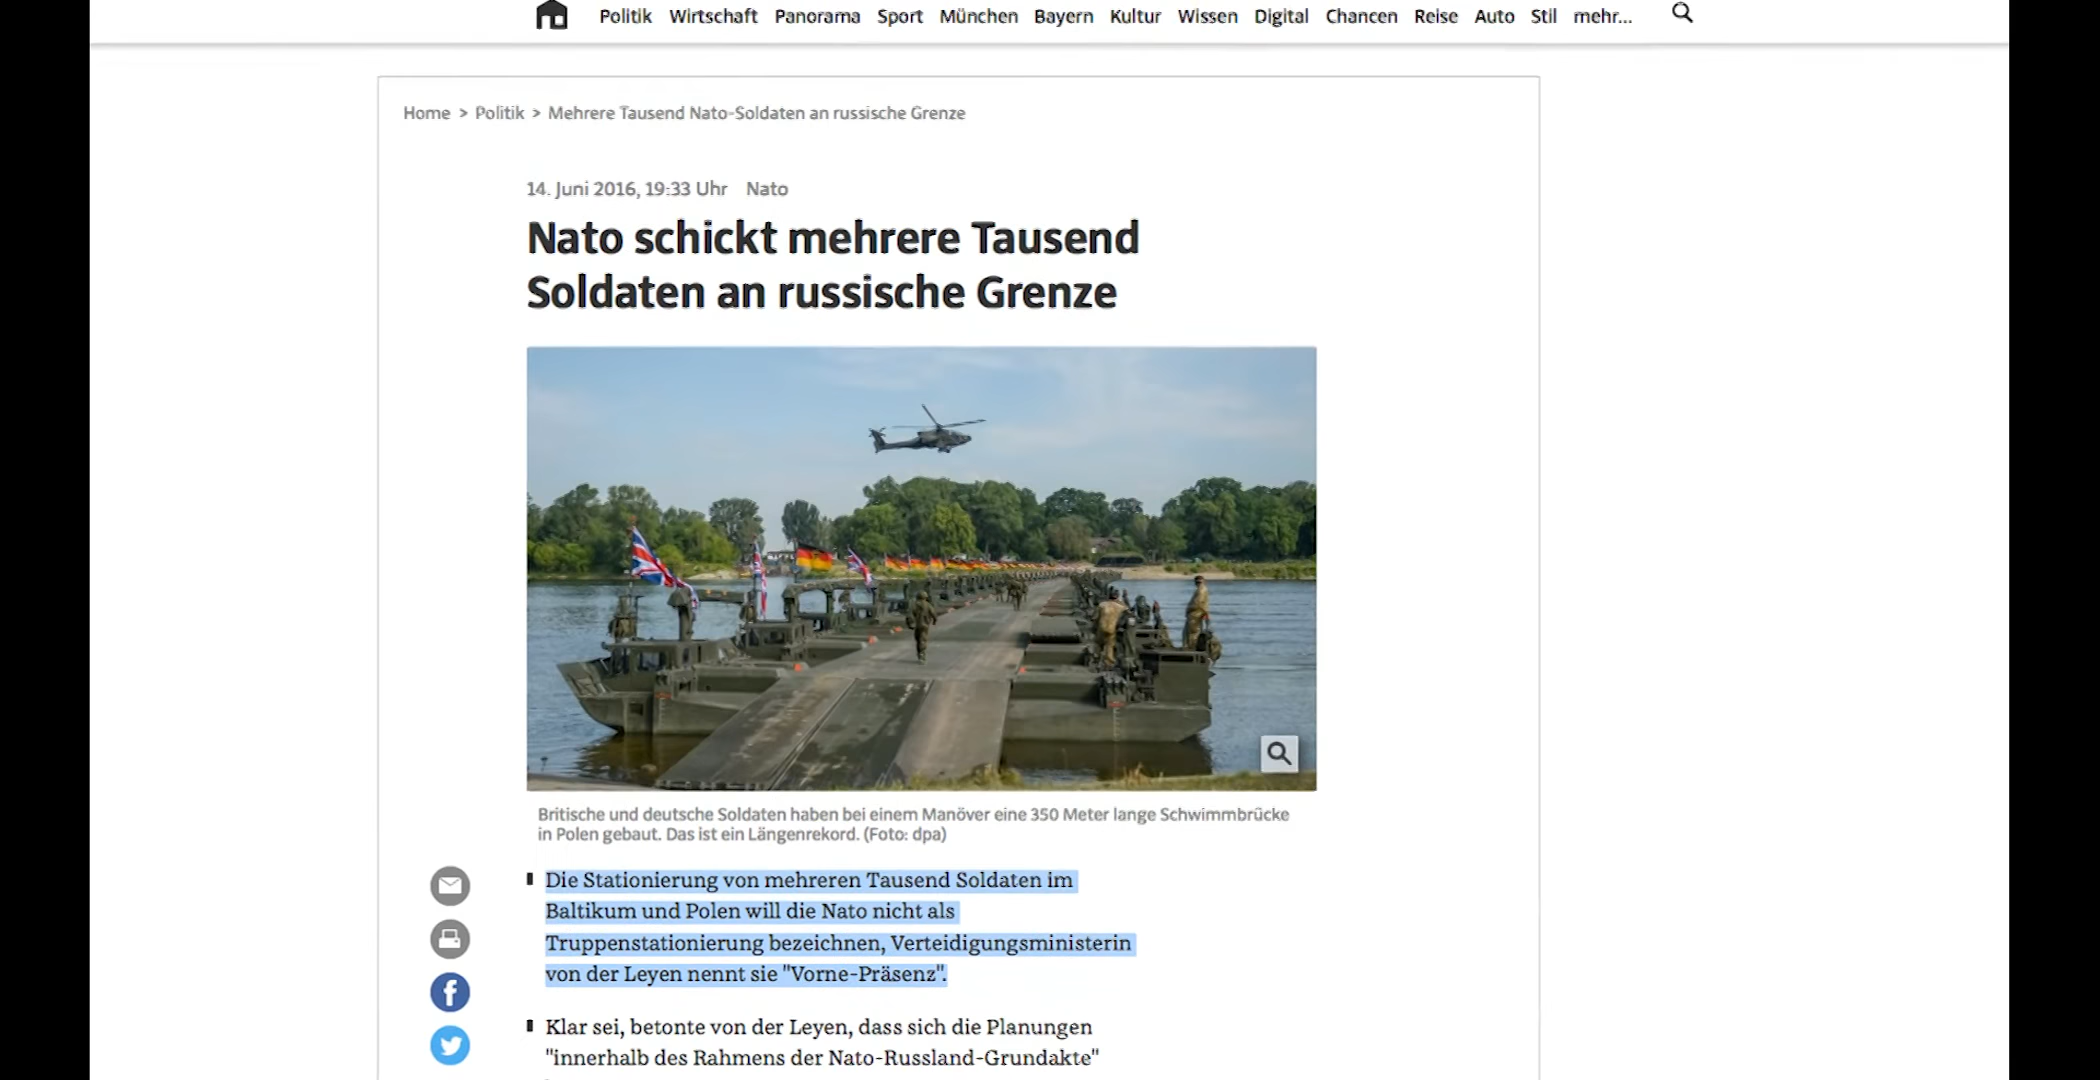 Politik Wirtschaft Panorama Sport München Bayern Kultur Wissen Digital Chancen Reise Auto Stil mehr...
Home > Politik > Mehrere Tausend Nato-Soldaten an russische Grenze
14. Juni 2016, 19:33 Uhr Nato
Nato schickt mehrere Tausend
Soldaten an russische Grenze
Britische und deutsche Soldaten haben bei einem Manöver eine 350 Meter lange Schwimmbrücke
in Polen gebaut. Das ist ein Längenrekord. (Foto: dpa)
Die Stationierung von mehreren Tausend Soldaten im
Baltikum und Polen will die Nato nicht als
Truppenstationierung bezeichnen, Verteidigungsministerin
von der Leyen nennt sie "Vorne-Präsenz".
Klar sei, betonte von der Leyen, dass sich die Planungen
"innerhalb des Rahmens der Nato-Russland-Grundakte"